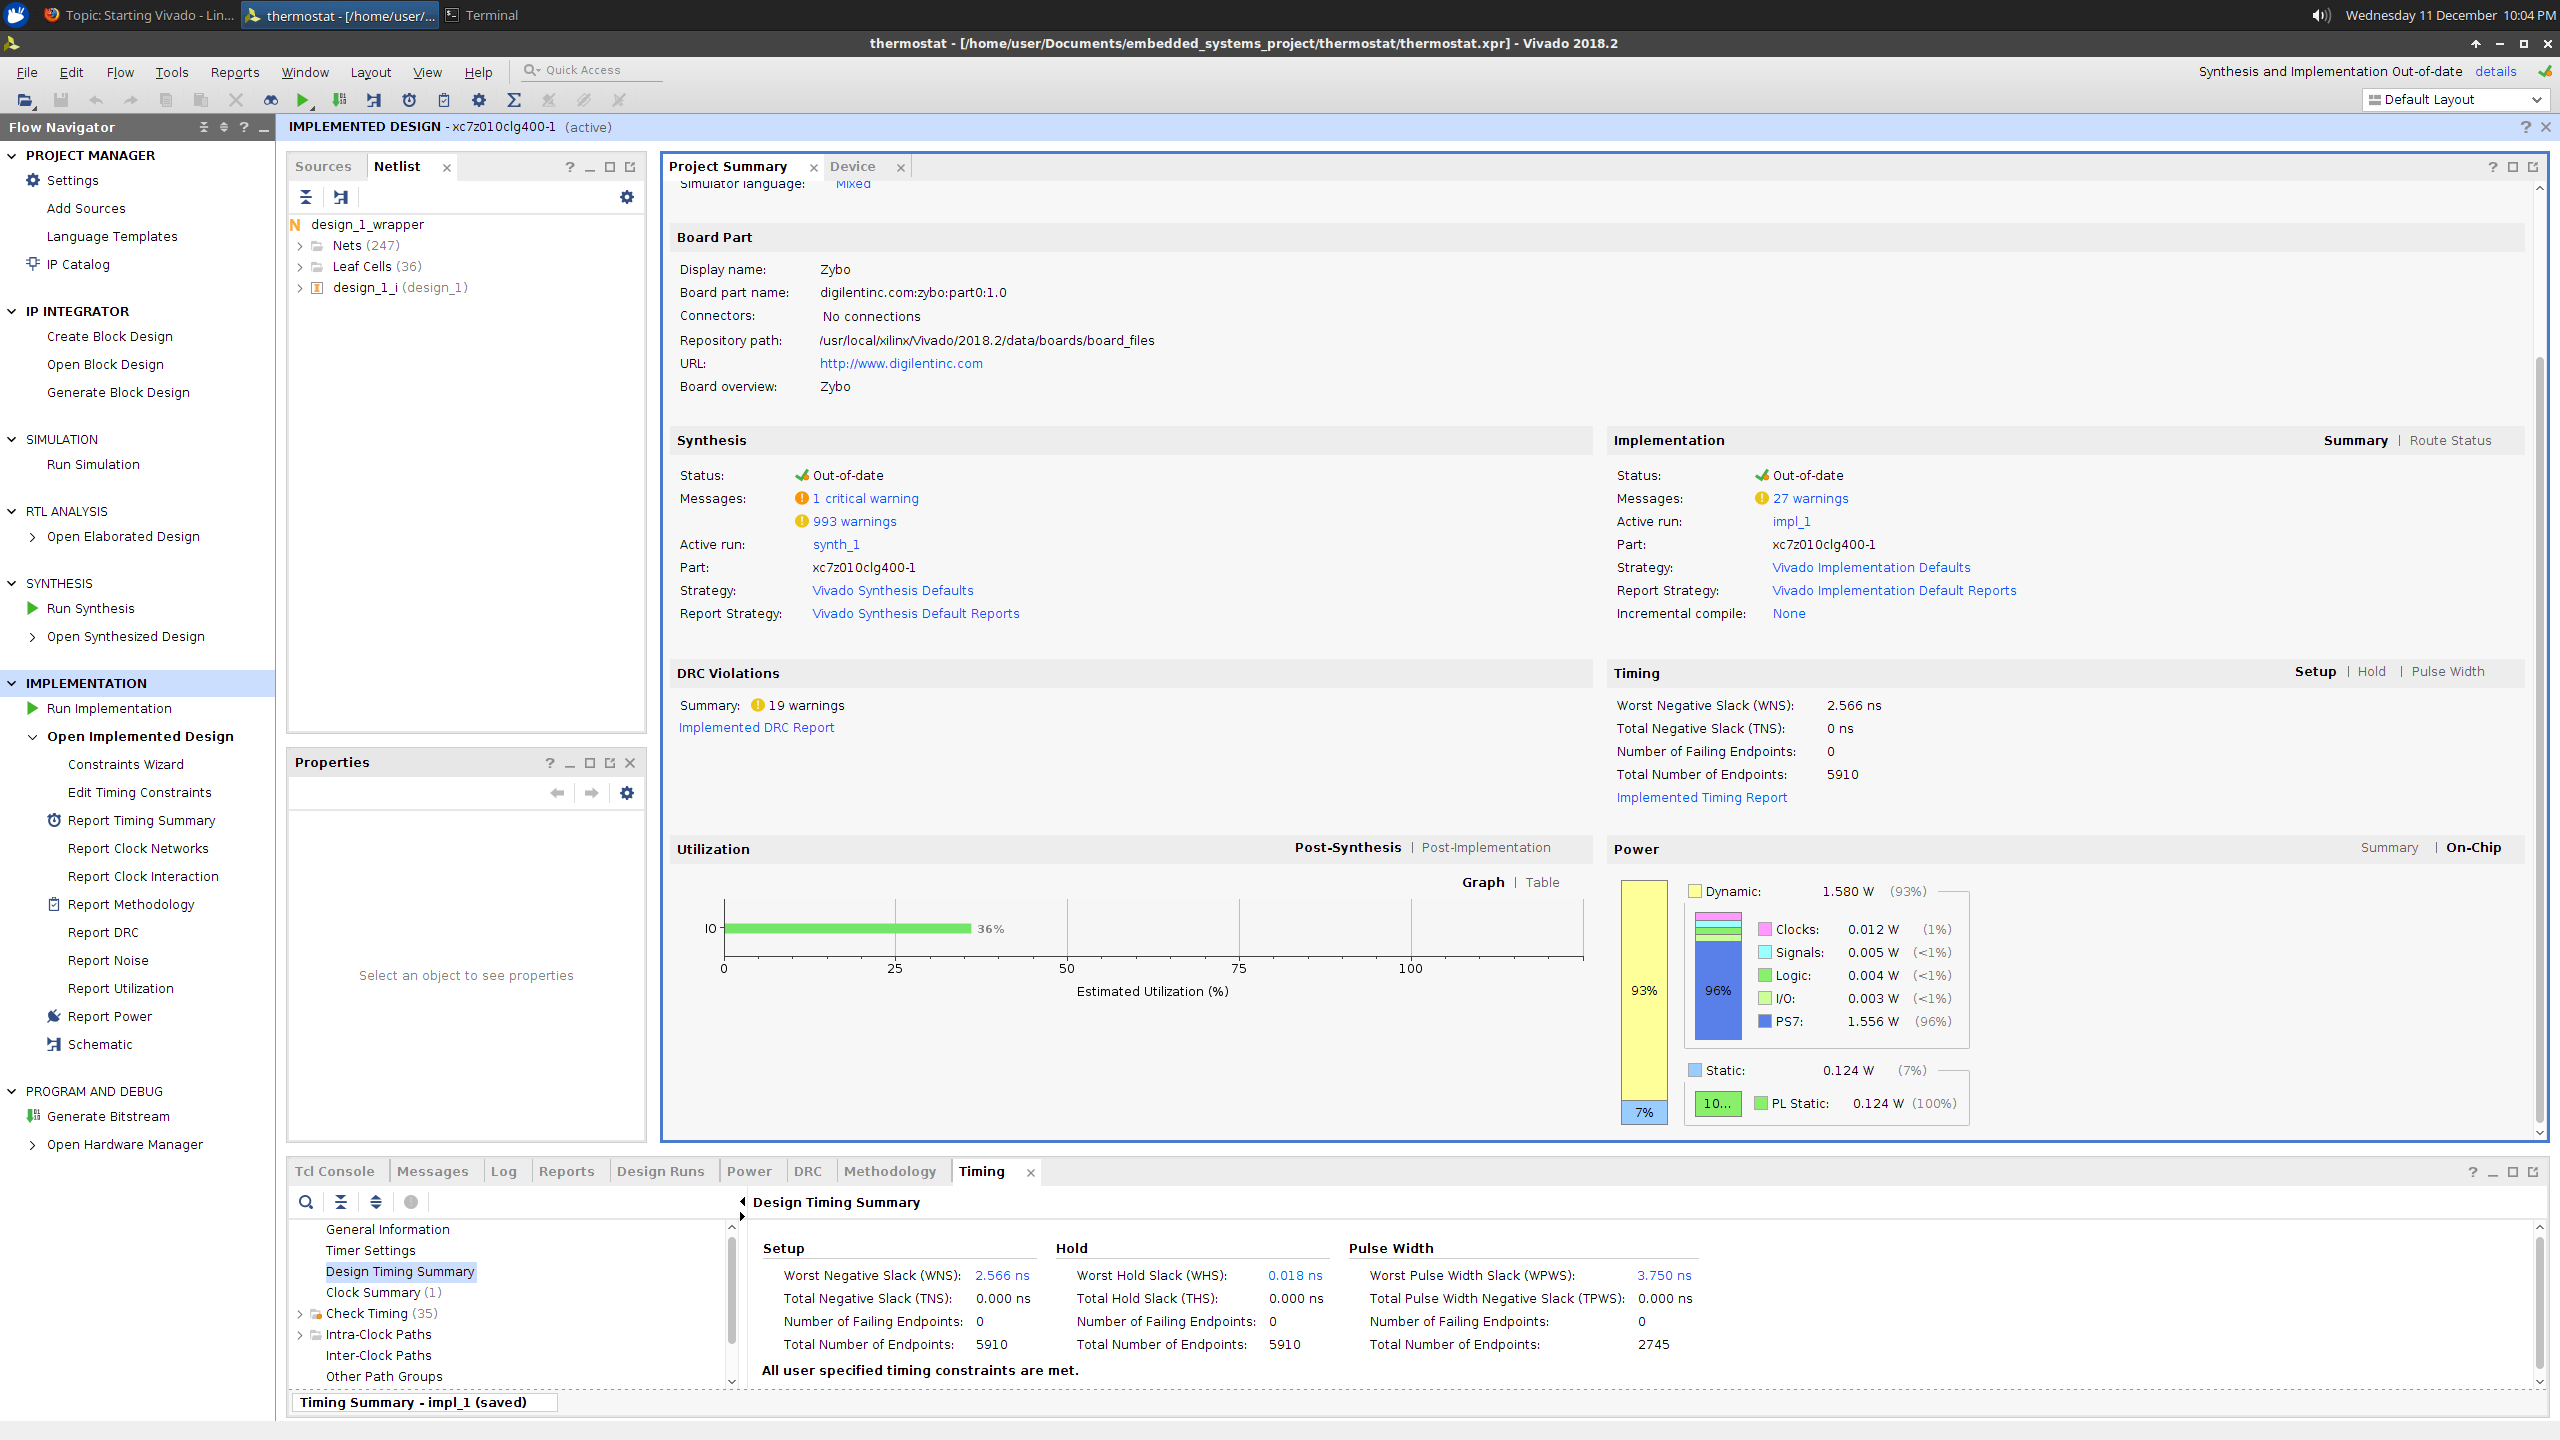 Topic: Starting Vivado - Lin...
thermostat - [/home/user/...
Terminal
Wednesday 11 December 10:04 PM
thermostat - [/home/user/Documents/embedded_systems_project/thermostat/thermostat.xpr] - Vivado 2018.2
File Edit Flow Tools Reports Window Layout View Help Quick Access
Synthesis and Implementation Out-of-date details
Default Layout
Flow Navigator
IMPLEMENTED DESIGN - xc7z010clg400-1 (active)
PROJECT MANAGER
Settings
Add Sources
Language Templates
IP Catalog
IP INTEGRATOR
Create Block Design
Open Block Design
Generate Block Design
SIMULATION
Run Simulation
RTL ANALYSIS
Open Elaborated Design
SYNTHESIS
Run Synthesis
Open Synthesized Design
IMPLEMENTATION
Run Implementation
Open Implemented Design
Constraints Wizard
Edit Timing Constraints
Report Timing Summary
Report Clock Networks
Report Clock Interaction
Report Methodology
Report DRC
Report Noise
Report Utilization
Report Power
Schematic
PROGRAM AND DEBUG
Generate Bitstream
Open Hardware Manager
Sources Netlist
N design_1_wrapper
Nets (247)
Leaf Cells (36)
design_1_i (design_1)
Properties
Select an object to see properties
Project Summary Device
Simulator language: Mixed
Board Part
Display name: Zybo
Board part name: digilentinc.com:zybo:part0:1.0
Connectors: No connections
Repository path: /usr/local/xilinx/Vivado/2018.2/data/boards/board_files
URL: http://www.digilentinc.com
Board overview: Zybo
Synthesis
Status: Out-of-date
Messages: 1 critical warning
993 warnings
Active run: synth_1
Part: xc7z010clg400-1
Strategy: Vivado Synthesis Defaults
Report Strategy: Vivado Synthesis Default Reports
Implementation Summary | Route Status
Status: Out-of-date
Messages: 27 warnings
Active run: impl_1
Part: xc7z010clg400-1
Strategy: Vivado Implementation Defaults
Report Strategy: Vivado Implementation Default Reports
Incremental compile: None
DRC Violations
Summary: 19 warnings
Implemented DRC Report
Timing Setup | Hold | Pulse Width
Worst Negative Slack (WNS): 2.566 ns
Total Negative Slack (TNS): 0 ns
Number of Failing Endpoints: 0
Total Number of Endpoints: 5910
Implemented Timing Report
Utilization Post-Synthesis | Post-Implementation
Graph | Table
IO 36%
0 25 50 75 100
Estimated Utilization (%)
Power Summary | On-Chip
93%
7%
Dynamic: 1.580 W (93%)
96%
Clocks: 0.012 W (1%)
Signals: 0.005 W (<1%)
Logic: 0.004 W (<1%)
I/O: 0.003 W (<1%)
PS7: 1.556 W (96%)
Static: 0.124 W (7%)
10... PL Static: 0.124 W (100%)
Tcl Console Messages Log Reports Design Runs Power DRC Methodology Timing
General Information
Timer Settings
Design Timing Summary
Clock Summary (1)
Check Timing (35)
Intra-Clock Paths
Inter-Clock Paths
Other Path Groups
Design Timing Summary
Setup Hold Pulse Width
Worst Negative Slack (WNS): 2.566 ns Worst Hold Slack (WHS): 0.018 ns Worst Pulse Width Slack (WPWS): 3.750 ns
Total Negative Slack (TNS): 0.000 ns Total Hold Slack (THS): 0.000 ns Total Pulse Width Negative Slack (TPWS): 0.000 ns
Number of Failing Endpoints: 0 Number of Failing Endpoints: 0 Number of Failing Endpoints: 0
Total Number of Endpoints: 5910 Total Number of Endpoints: 5910 Total Number of Endpoints: 2745
All user specified timing constraints are met.
Timing Summary - impl_1 (saved)